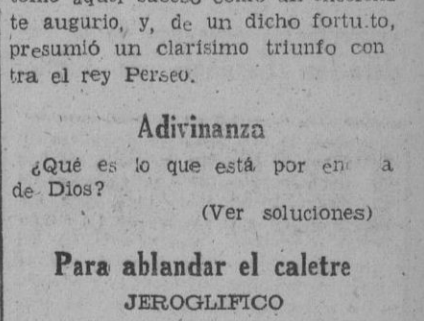 te augurio, y, de un dicho fortuito,
presumió un clarísimo triunfo con
tra el rey Perseo.
Adivinanza
¿Qué es lo que está por
de Dios?
(Ver soluciones)
Para ablandar el caletre
JEROGLIFICO